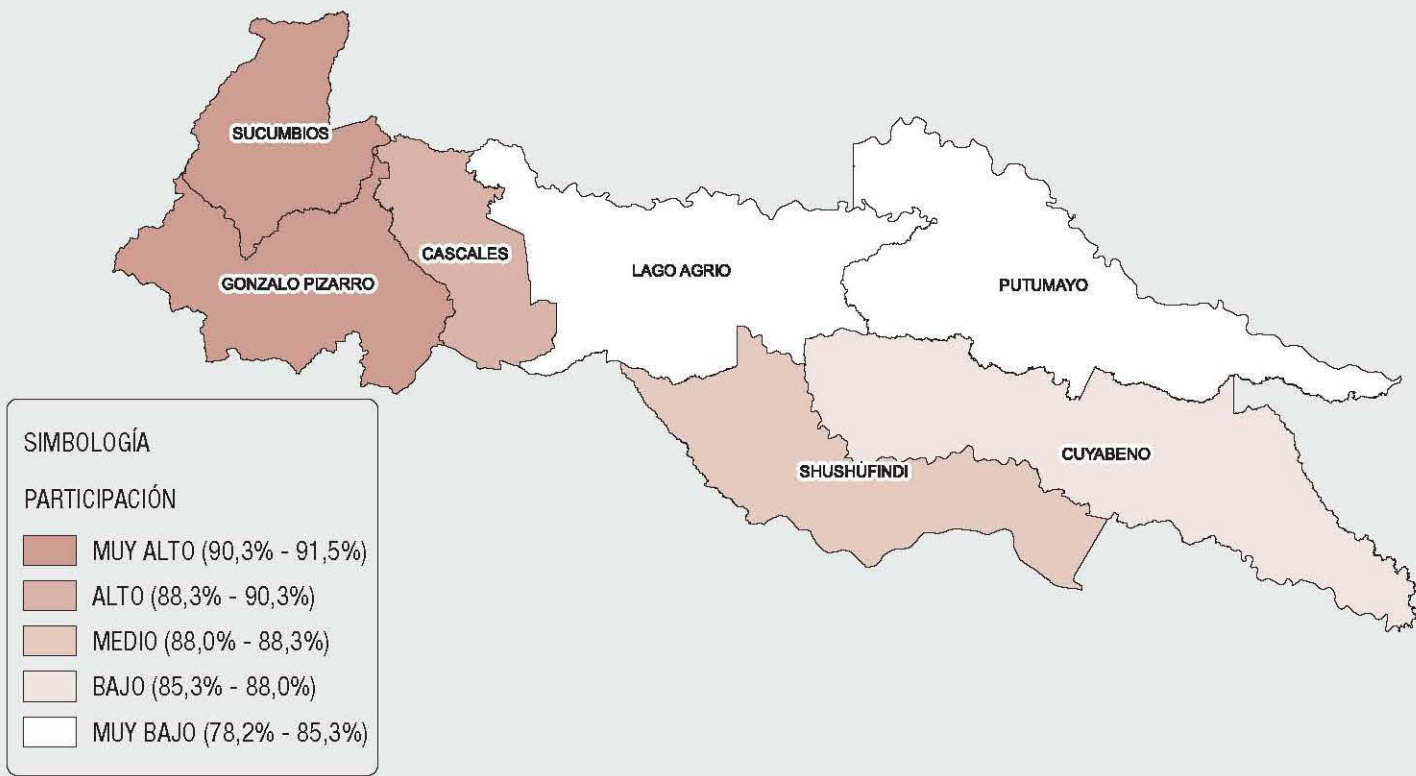 SUCUMBIOS
CASCALES
GONZALO PIZARRO
LAGO AGRIO
PUTUMAYO
SHUSHUFINDI
CUYABENO
SIMBOLOGÍA
PARTICIPACIÓN
MUY ALTO (90,3% - 91,5%)
ALTO (88,3% - 90,3%)
MEDIO (88,0% - 88,3%)
BAJO (85,3% - 88,0%)
MUY BAJO (78,2% - 85,3%)